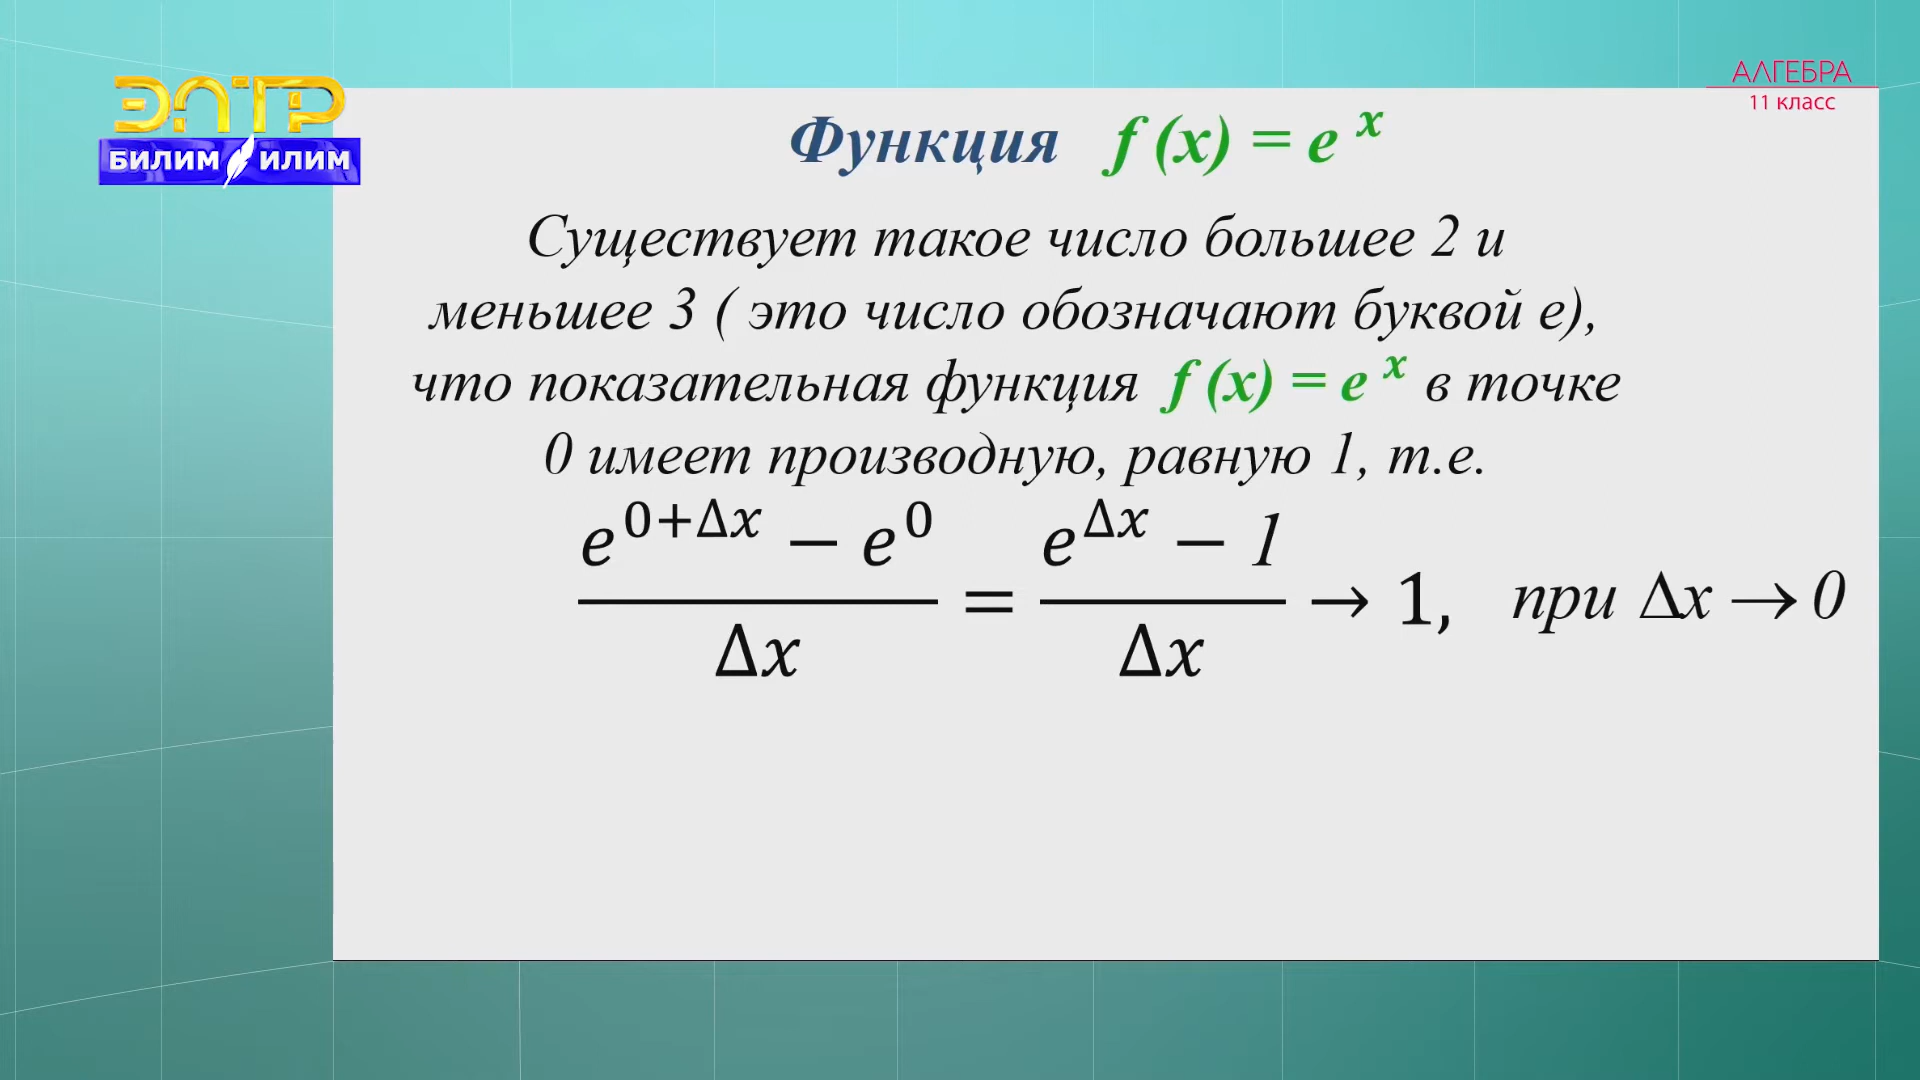 ЭЛТР
БИЛИМ ИЛИМ
АЛГЕБРА
11 класс
Функция f (x) = e ˣ
Существует такое число большее 2 и
меньшее 3 ( это число обозначают буквой e),
что показательная функция f (x) = e ˣ в точке
0 имеет производную, равную 1, т.е.
(e^(0+Δx) − e^0)/Δx = (e^(Δx) − 1)/Δx → 1, при Δx → 0